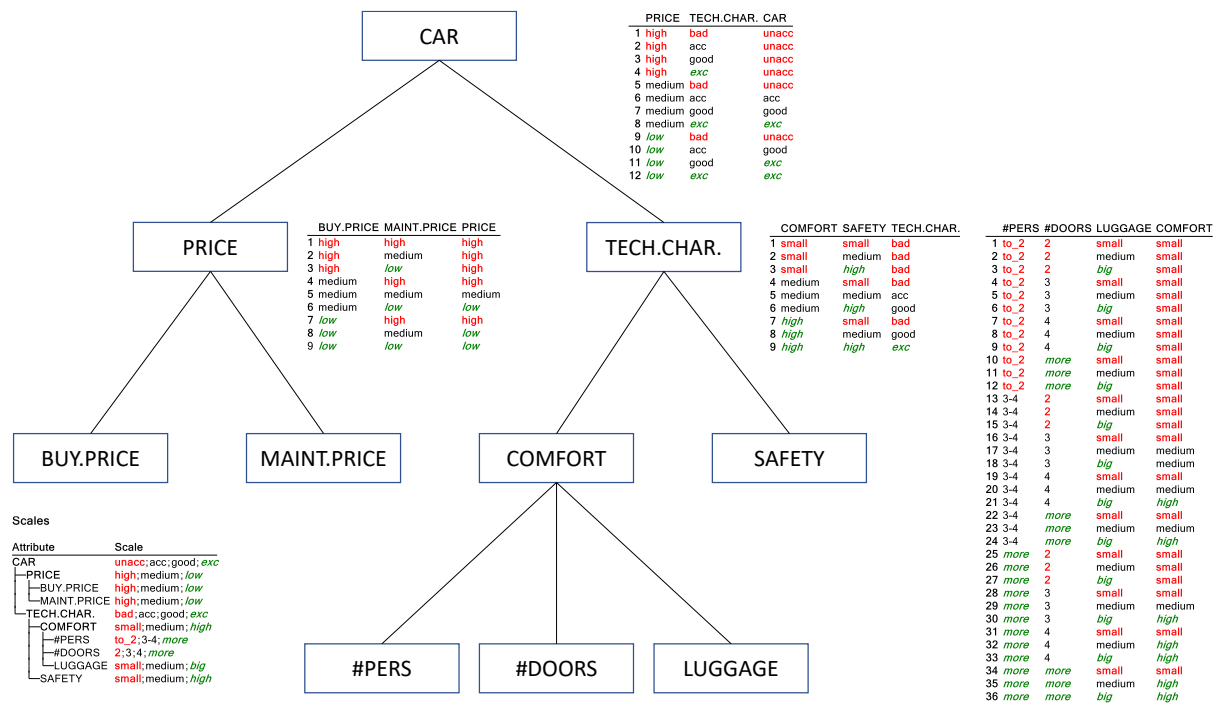 CAR
PRICE TECH.CHAR. CAR
1 high bad unacc
2 high acc unacc
3 high good unacc
4 high exc unacc
5 medium bad unacc
6 medium acc acc
7 medium good good
8 medium exc exc
9 low bad unacc
10 low acc good
11 low good exc
12 low exc exc
PRICE
BUY.PRICE MAINT.PRICE PRICE
1 high high high
2 high medium high
3 high low high
4 medium high high
5 medium medium medium
6 medium low low
7 low high high
8 low medium low
9 low low low
TECH.CHAR.
COMFORT SAFETY TECH.CHAR.
1 small small bad
2 small medium bad
3 small high bad
4 medium small bad
5 medium medium acc
6 medium high good
7 high small bad
8 high medium good
9 high high exc
#PERS #DOORS LUGGAGE COMFORT
1 to_2 2 small small
2 to_2 2 medium small
3 to_2 2 big small
4 to_2 3 small small
5 to_2 3 medium small
6 to_2 3 big small
7 to_2 4 small small
8 to_2 4 medium small
9 to_2 4 big small
10 to_2 more small small
11 to_2 more medium small
12 to_2 more big small
13 3-4 2 small small
14 3-4 2 medium small
15 3-4 2 big small
16 3-4 3 small small
17 3-4 3 medium medium
18 3-4 3 big medium
19 3-4 4 small small
20 3-4 4 medium medium
21 3-4 4 big high
22 3-4 more small small
23 3-4 more medium medium
24 3-4 more big high
25 more 2 small small
26 more 2 medium small
27 more 2 big small
28 more 3 small small
29 more 3 medium medium
30 more 3 big high
31 more 4 small small
32 more 4 medium high
33 more 4 big high
34 more more small small
35 more more medium high
36 more more big high
BUY.PRICE
MAINT.PRICE
COMFORT
SAFETY
Scales
Attribute Scale
CAR unacc; acc; good; exc
PRICE high; medium; low
BUY.PRICE high; medium; low
MAINT.PRICE high; medium; low
TECH.CHAR. bad; acc; good; exc
COMFORT small; medium; high
#PERS to_2; 3-4; more
#DOORS 2; 3; 4; more
LUGGAGE small; medium; big
SAFETY small; medium; high
#PERS
#DOORS
LUGGAGE